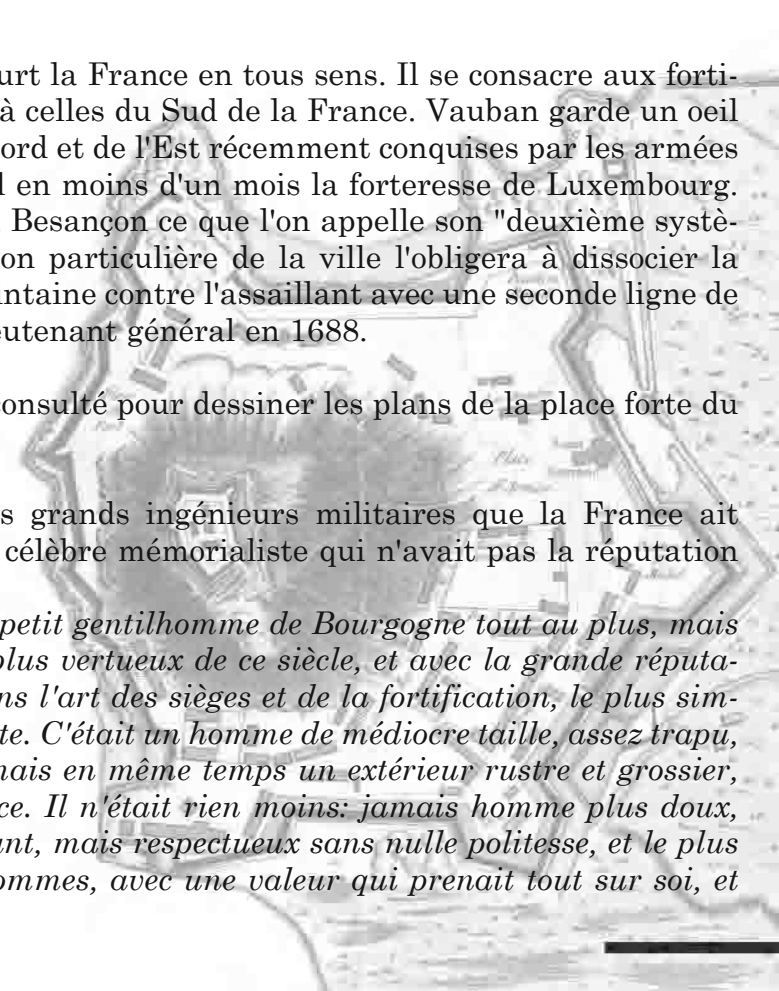 urt la France en tous sens. Il se consacre aux forti-
à celles du Sud de la France. Vauban garde un oeil
ord et de l'Est récemment conquises par les armées
l en moins d'un mois la forteresse de Luxembourg.
Besançon ce que l'on appelle son "deuxième systè-
on particulière de la ville l'obligera à dissocier la
intaine contre l'assaillant avec une seconde ligne de
eutenant général en 1688.
consulté pour dessiner les plans de la place forte du
s grands ingénieurs militaires que la France ait
célèbre mémorialiste qui n'avait pas la réputation
petit gentilhomme de Bourgogne tout au plus, mais
plus vertueux de ce siècle, et avec la grande réputa-
ns l'art des sièges et de la fortification, le plus sim-
te. C'était un homme de médiocre taille, assez trapu,
mais en même temps un extérieur rustre et grossier,
ce. Il n'était rien moins: jamais homme plus doux,
ant, mais respectueux sans nulle politesse, et le plus
ommes, avec une valeur qui prenait tout sur soi, et